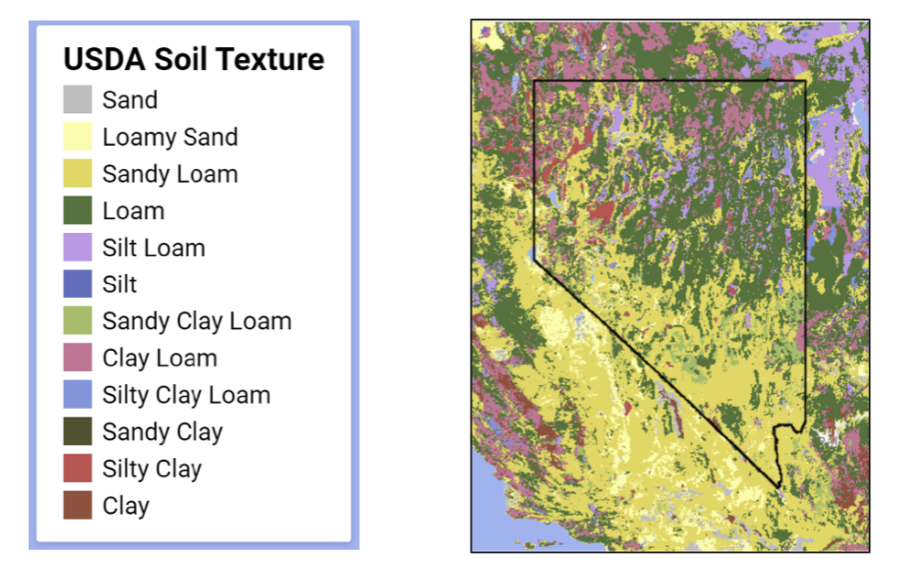 USDA Soil Texture
Sand
Loamy Sand
Sandy Loam
Loam
Silt Loam
Silt
Sandy Clay Loam
Clay Loam
Silty Clay Loam
Sandy Clay
Silty Clay
Clay